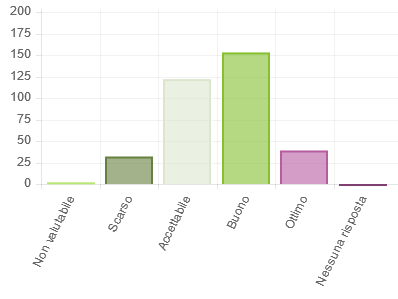 200
175
150
125
100
75
50
25
0
Non valutabile
Scarso
Accettabile
Buono
Ottimo
Nessuna risposta